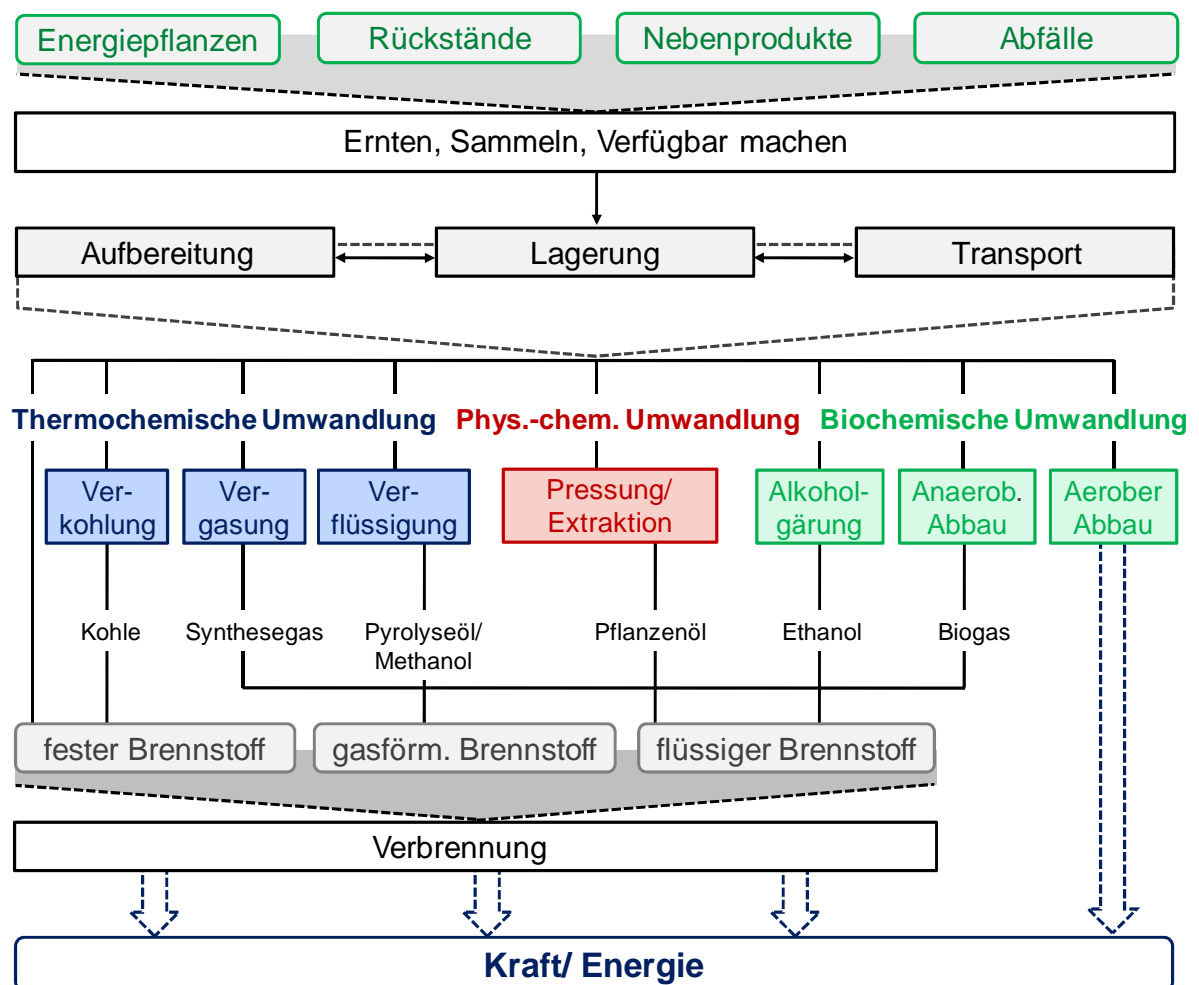 Energiepflanzen
Rückstände
Nebenprodukte
Abfälle
Ernten, Sammeln, Verfügbar machen
Aufbereitung
Lagerung
Transport
Thermochemische Umwandlung
Phys.-chem. Umwandlung
Biochemische Umwandlung
Ver-
kohlung
Ver-
gasung
Ver-
flüssigung
Pressung/
Extraktion
Alkohol-
gärung
Anaerob.
Abbau
Aerober
Abbau
Kohle
Synthesegas
Pyrolyseöl/
Methanol
Pflanzenöl
Ethanol
Biogas
fester Brennstoff
gasförm. Brennstoff
flüssiger Brennstoff
Verbrennung
Kraft/ Energie